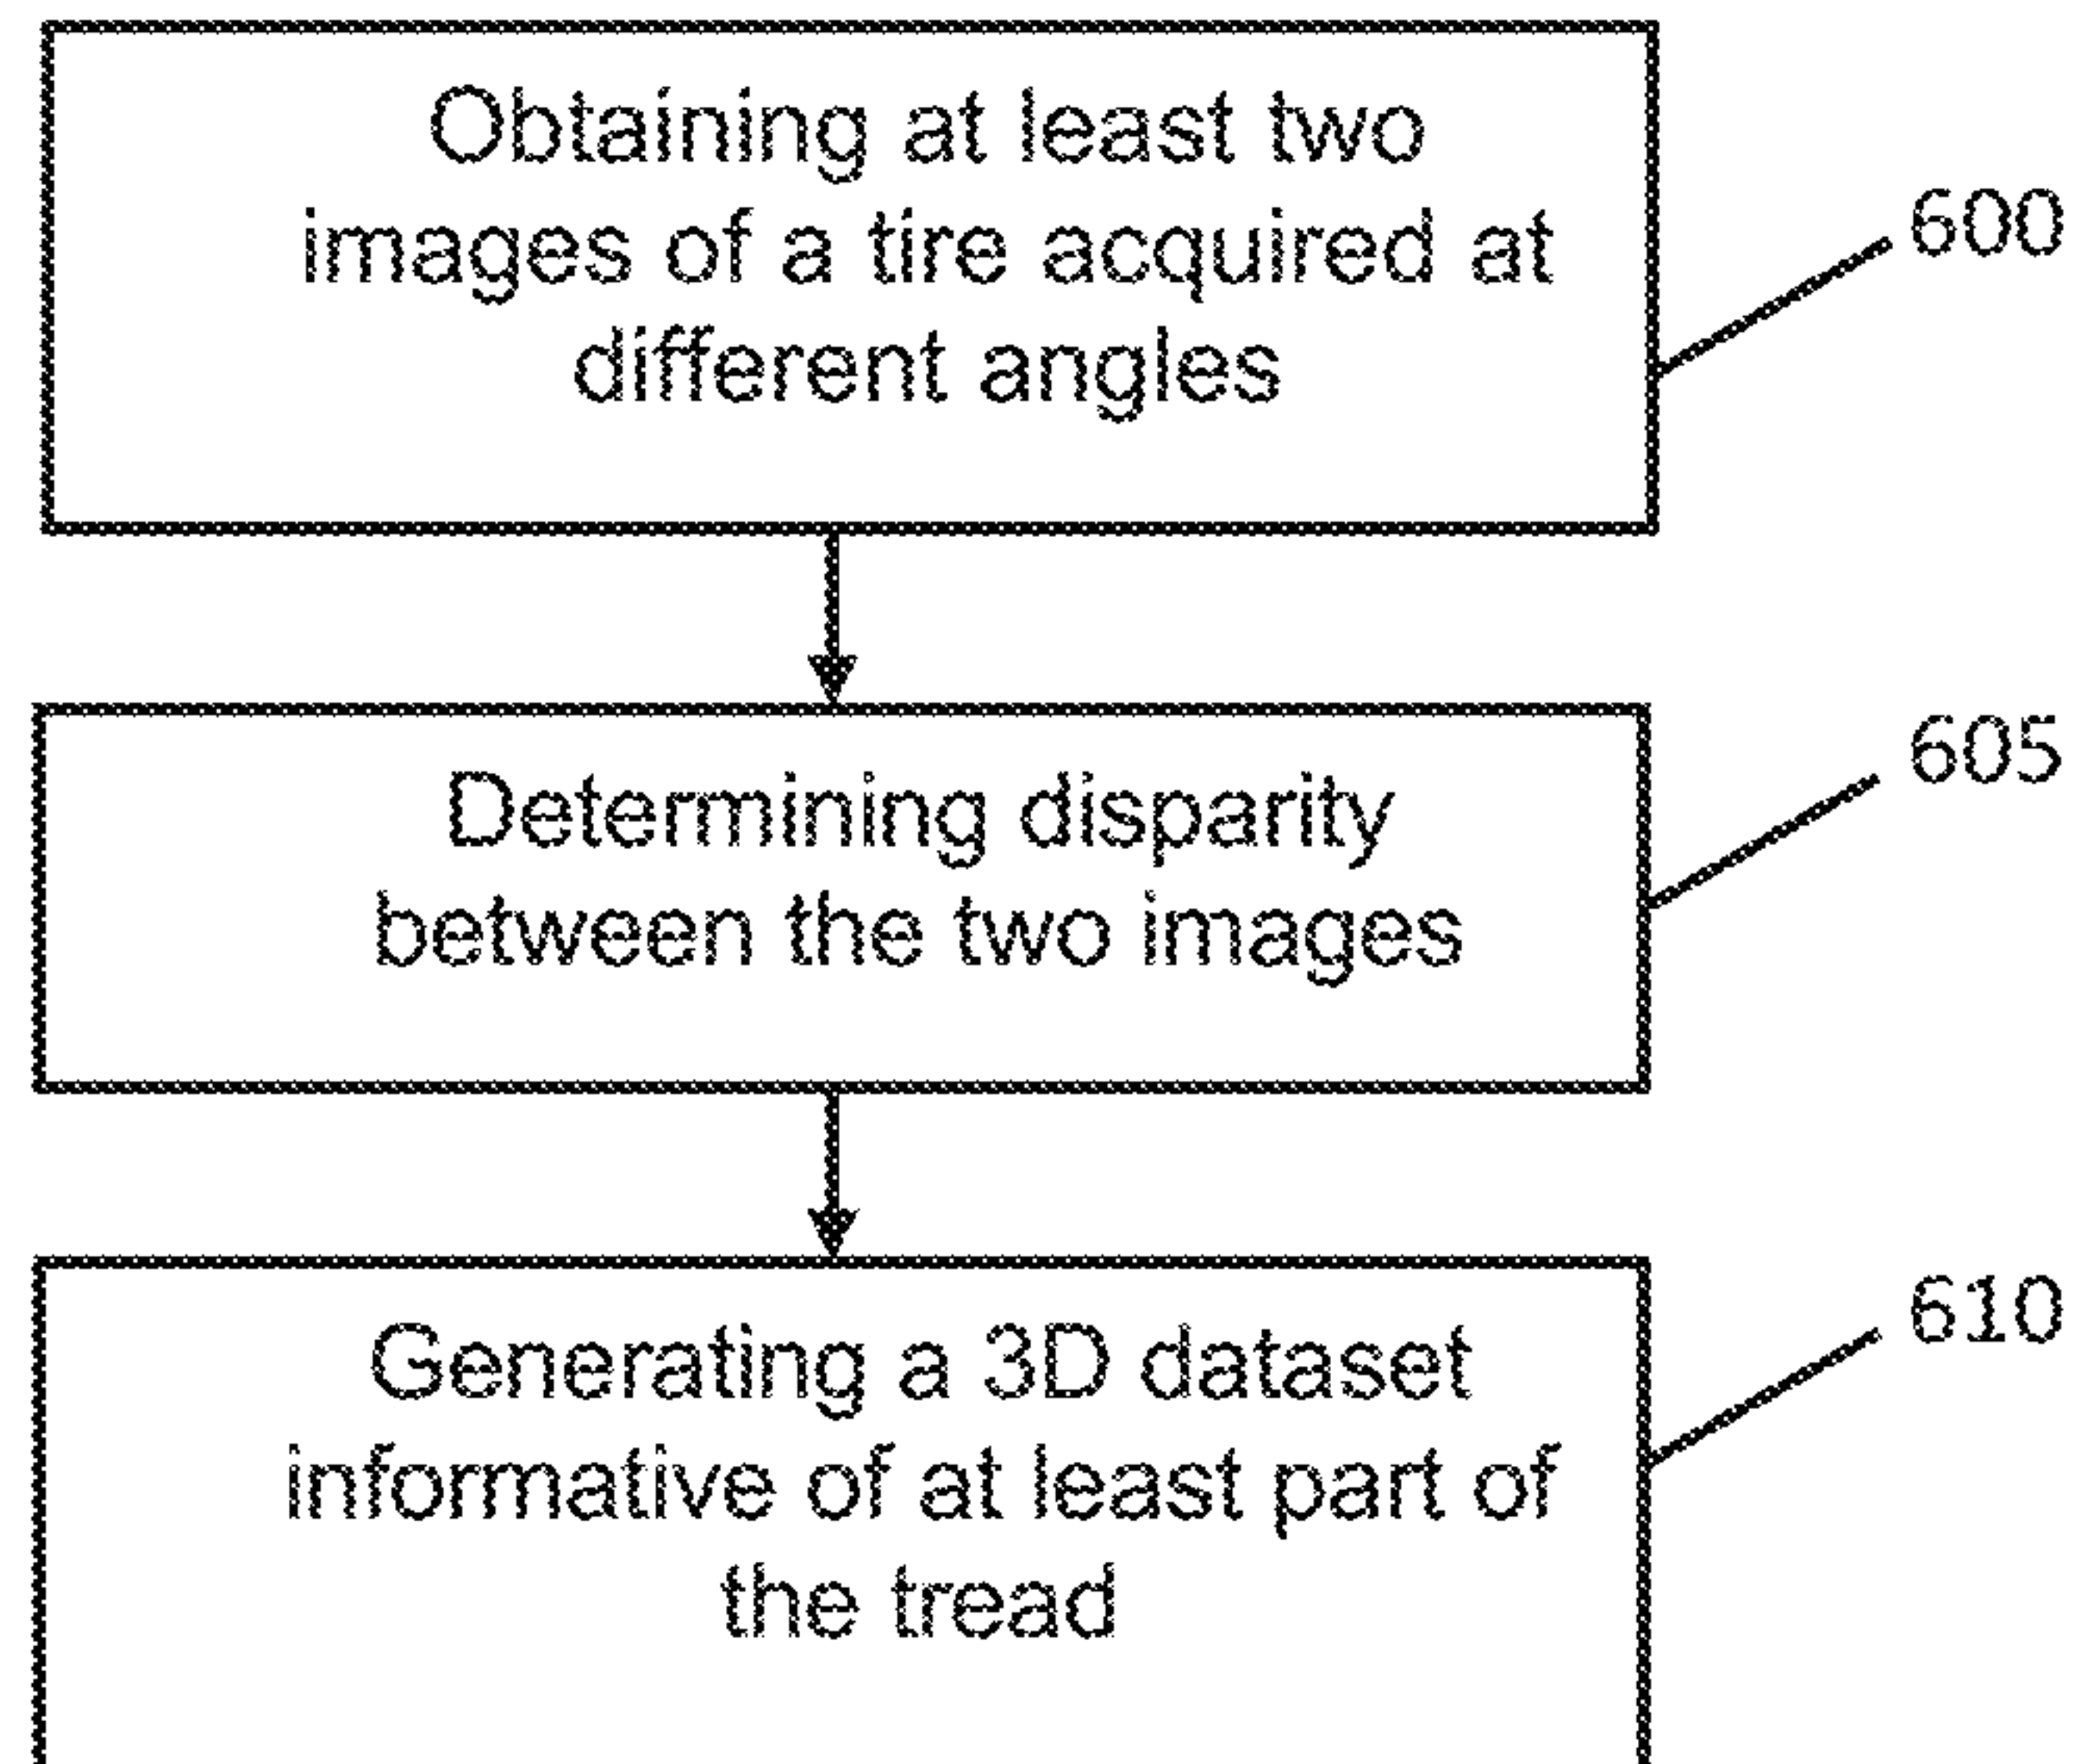 Obtaining at least two
images of a tire acquired at
different angles
600
Determining disparity
between the two images
605
Generating a 3D dataset
informative of at least part of
the tread
610